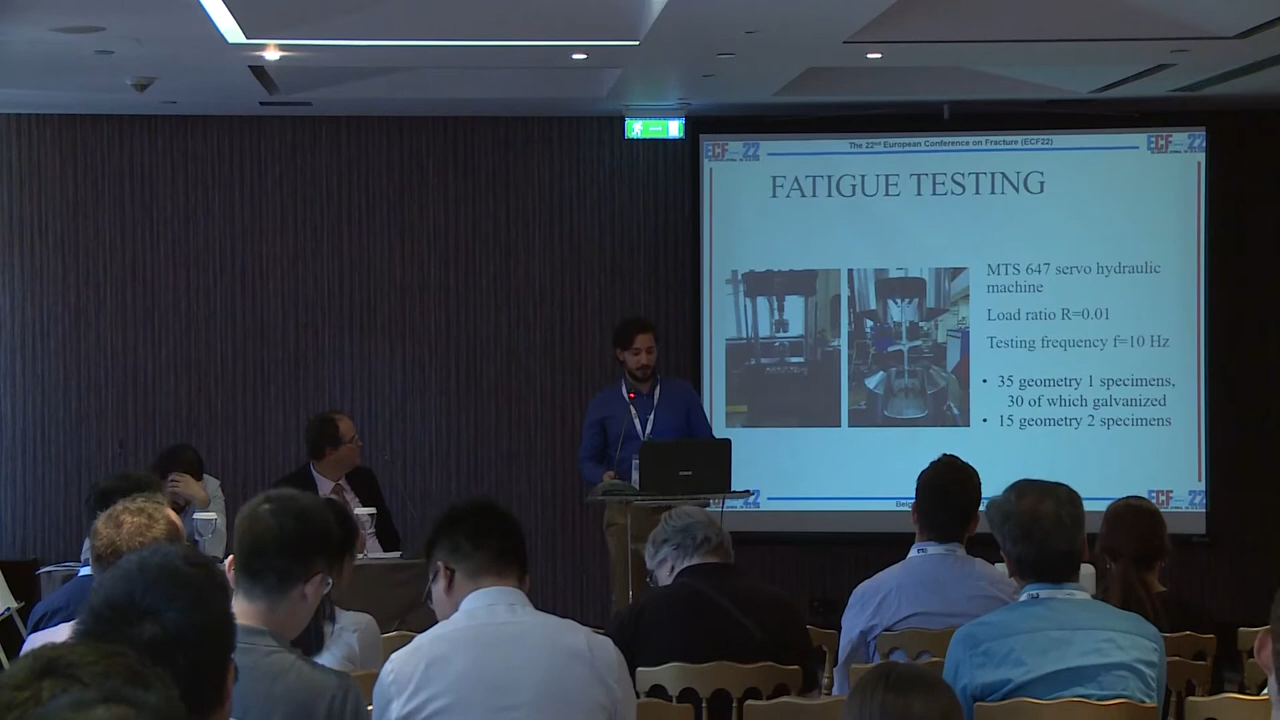 The 22nd European Conference on Fracture (ECF22)
ECF 22
ECF 22
FATIGUE TESTING
MTS 647 servo hydraulic
machine
Load ratio R=0.01
Testing frequency f=10 Hz
• 35 geometry 1 specimens,
30 of which galvanized
• 15 geometry 2 specimens
22
ECF 22